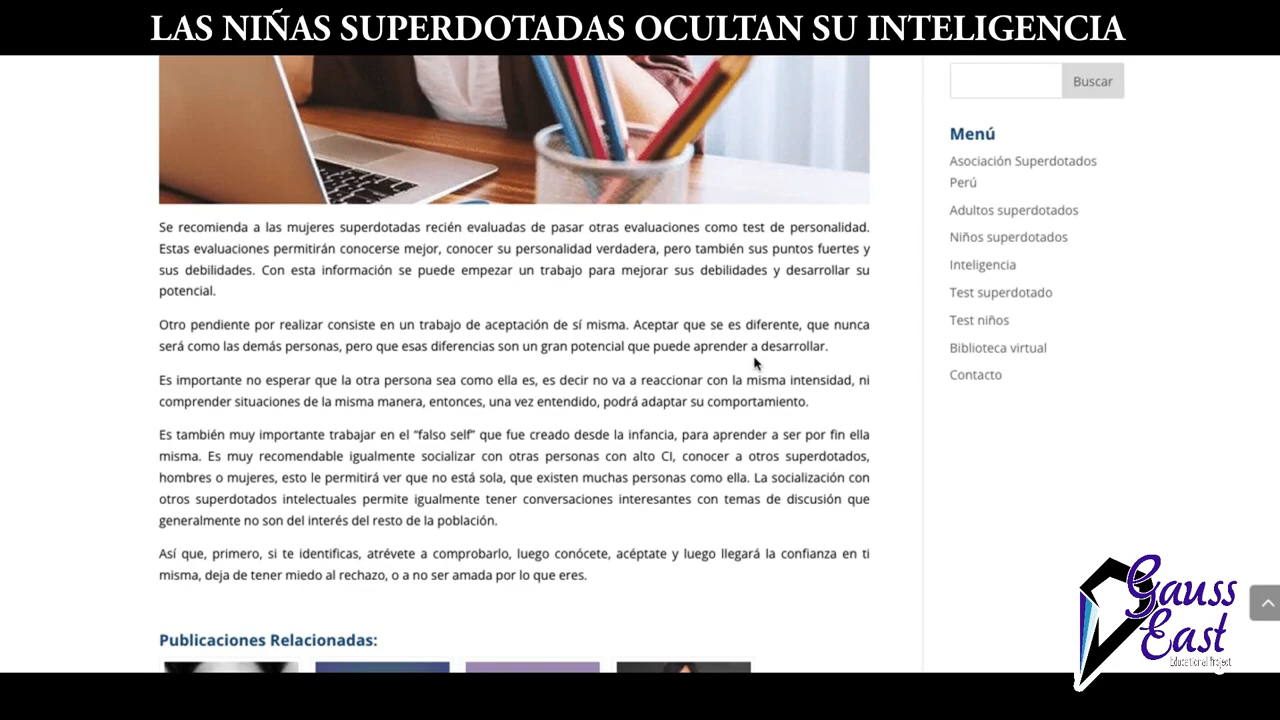 LAS NIÑAS SUPERDOTADAS OCULTAN SU INTELIGENCIA
Buscar
Menú
Asociación Superdotados
Perú
Adultos superdotados
Niños superdotados
Inteligencia
Test superdotado
Test niños
Biblioteca virtual
Contacto
Se recomienda a las mujeres superdotadas recién evaluadas de pasar otras evaluaciones como test de personalidad.
Estas evaluaciones permitirán conocerse mejor, conocer su personalidad verdadera, pero también sus puntos fuertes y
sus debilidades. Con esta información se puede empezar un trabajo para mejorar sus debilidades y desarrollar su
potencial.
Otro pendiente por realizar consiste en un trabajo de aceptación de sí misma. Aceptar que se es diferente, que nunca
será como las demás personas, pero que esas diferencias son un gran potencial que puede aprender a desarrollar.
Es importante no esperar que la otra persona sea como ella es, es decir no va a reaccionar con la misma intensidad, ni
comprender situaciones de la misma manera, entonces, una vez entendido, podrá adaptar su comportamiento.
Es también muy importante trabajar en el “falso self” que fue creado desde la infancia, para aprender a ser por fin ella
misma. Es muy recomendable igualmente socializar con otras personas con alto CI, conocer a otros superdotados,
hombres o mujeres, esto le permitirá ver que no está sola, que existen muchas personas como ella. La socialización con
otros superdotados intelectuales permite igualmente tener conversaciones interesantes con temas de discusión que
generalmente no son del interés del resto de la población.
Así que, primero, si te identificas, atrévete a comprobarlo, luego conócete, acéptate y luego llegará la confianza en ti
misma, deja de tener miedo al rechazo, o a no ser amada por lo que eres.
Publicaciones Relacionadas:
Gauss
East
Educational Project